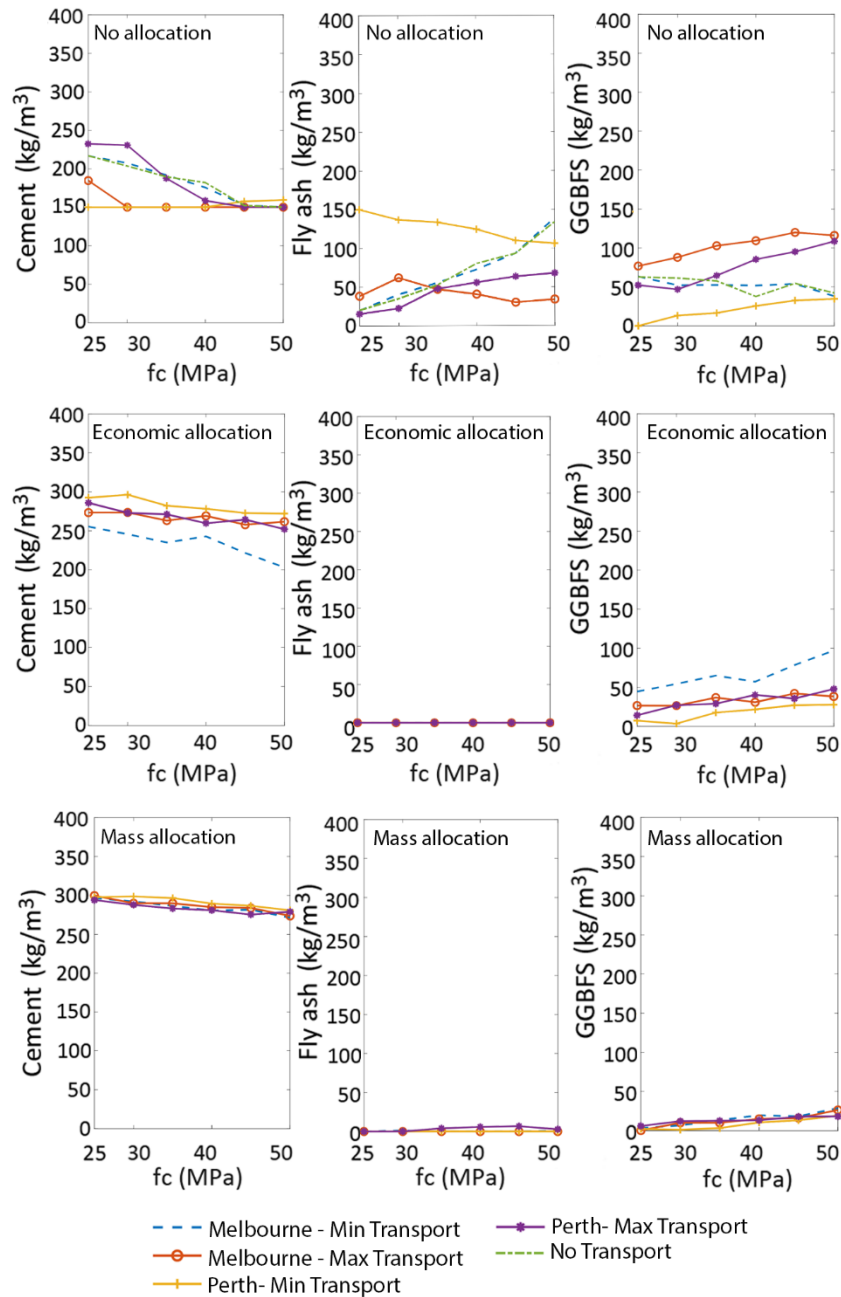 No allocation
400
350
300
250
200
150
100
50
0
Cement (kg/m³)
25 30 40 50
fc (MPa)
No allocation
400
350
300
250
200
150
100
50
0
Fly ash (kg/m³)
25 30 40 50
fc (MPa)
No allocation
400
350
300
250
200
150
100
50
0
GGBFS (kg/m³)
25 30 40 50
fc (MPa)
Economic allocation
400
350
300
250
200
150
100
50
0
Cement (kg/m³)
25 30 40 50
fc (MPa)
Economic allocation
400
350
300
250
200
150
100
50
0
Fly ash (kg/m³)
25 30 40 50
fc (MPa)
Economic allocation
400
350
300
250
200
150
100
50
0
GGBFS (kg/m³)
25 30 40 50
fc (MPa)
Mass allocation
400
350
300
250
200
150
100
50
0
Cement (kg/m³)
25 30 40 50
fc (MPa)
Mass allocation
400
350
300
250
200
150
100
50
0
Fly ash (kg/m³)
25 30 40 50
fc (MPa)
Mass allocation
400
350
300
250
200
150
100
50
0
GGBFS (kg/m³)
25 30 40 50
fc (MPa)
Melbourne - Min Transport
Melbourne - Max Transport
Perth- Min Transport
Perth- Max Transport
No Transport